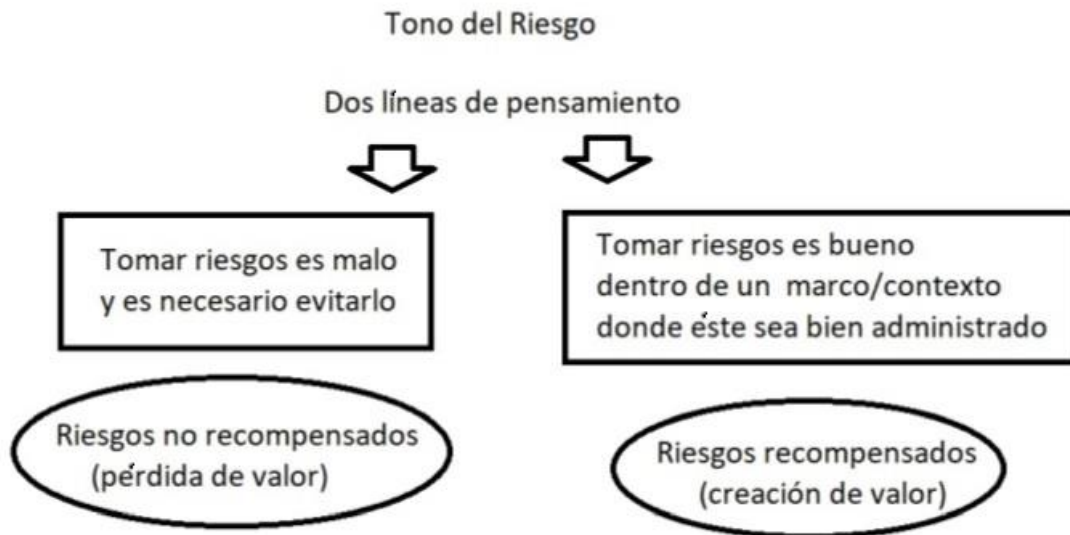 Tono del Riesgo
Dos líneas de pensamiento
Tomar riesgos es malo
y es necesario evitarlo
Tomar riesgos es bueno
dentro de un marco/contexto
donde éste sea bien administrado
Riesgos no recompensados
(pérdida de valor)
Riesgos recompensados
(creación de valor)